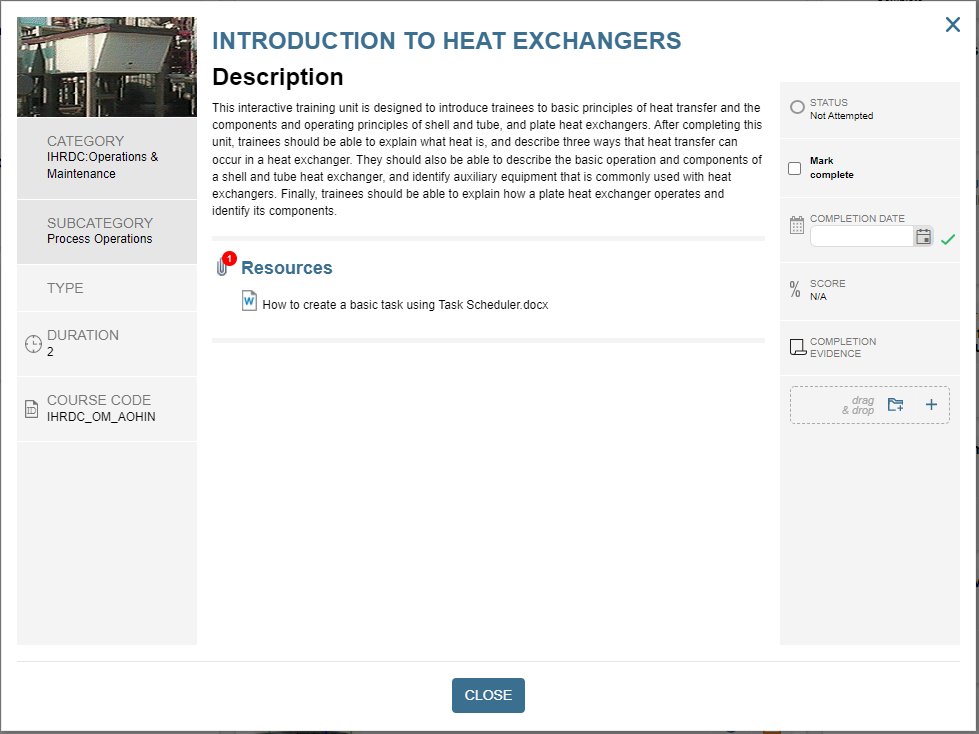 INTRODUCTION TO HEAT EXCHANGERS
Description
This interactive training unit is designed to introduce trainees to basic principles of heat transfer and the
components and operating principles of shell and tube, and plate heat exchangers. After completing this
unit, trainees should be able to explain what heat is, and describe three ways that heat transfer can
occur in a heat exchanger. They should also be able to describe the basic operation and components of
a shell and tube heat exchanger, and identify auxiliary equipment that is commonly used with heat
exchangers. Finally, trainees should be able to explain how a plate heat exchanger operates and
identify its components.
1
Resources
W
How to create a basic task using Task Scheduler.docx
CATEGORY
IHRDC:Operations &
Maintenance
SUBCATEGORY
Process Operations
TYPE
DURATION
2
ID
COURSE CODE
IHRDC_OM_AOHIN
STATUS
Not Attempted
Mark
complete
COMPLETION DATE
%
SCORE
N/A
COMPLETION
EVIDENCE
drag
& drop
CLOSE